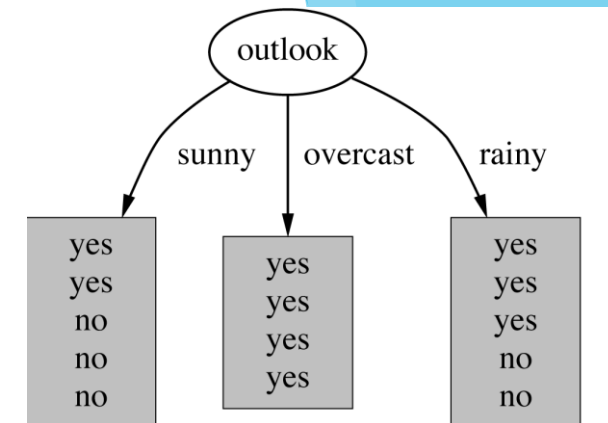 outlook
sunny
overcast
rainy
yes
yes
no
no
no
yes
yes
yes
yes
yes
yes
yes
no
no